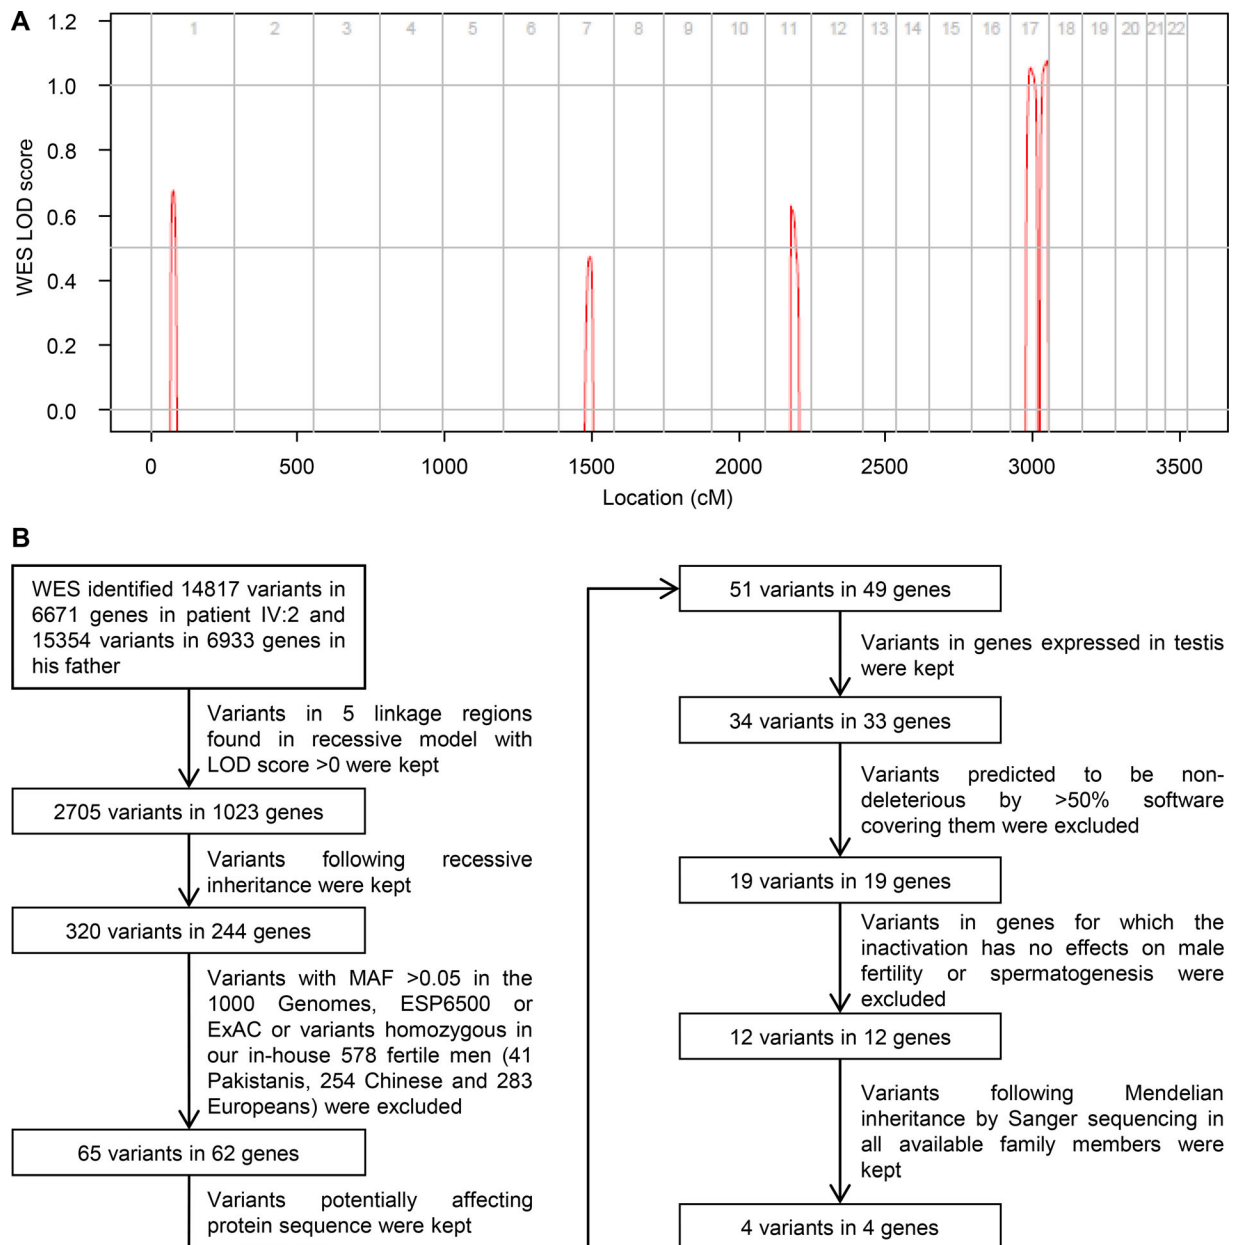 A
1.2
1.0
0.8
0.6
0.4
0.2
0.0
WES LOD score
1 2 3 4 5 6 7 8 9 10 11 12 13 14 15 16 17 18 19 20 21 22
0 500 1000 1500 2000 2500 3000 3500
Location (cM)
B
WES identified 14817 variants in
6671 genes in patient IV:2 and
15354 variants in 6933 genes in
his father
Variants in 5 linkage regions
found in recessive model with
LOD score >0 were kept
2705 variants in 1023 genes
Variants following recessive
inheritance were kept
320 variants in 244 genes
Variants with MAF >0.05 in the
1000 Genomes, ESP6500 or
ExAC or variants homozygous in
our in-house 578 fertile men (41
Pakistanis, 254 Chinese and 283
Europeans) were excluded
65 variants in 62 genes
Variants potentially affecting
protein sequence were kept
51 variants in 49 genes
Variants in genes expressed in testis
were kept
34 variants in 33 genes
Variants predicted to be non-
deleterious by >50% software
covering them were excluded
19 variants in 19 genes
Variants in genes for which the
inactivation has no effects on male
fertility or spermatogenesis were
excluded
12 variants in 12 genes
Variants following Mendelian
inheritance by Sanger sequencing in
all available family members were
kept
4 variants in 4 genes